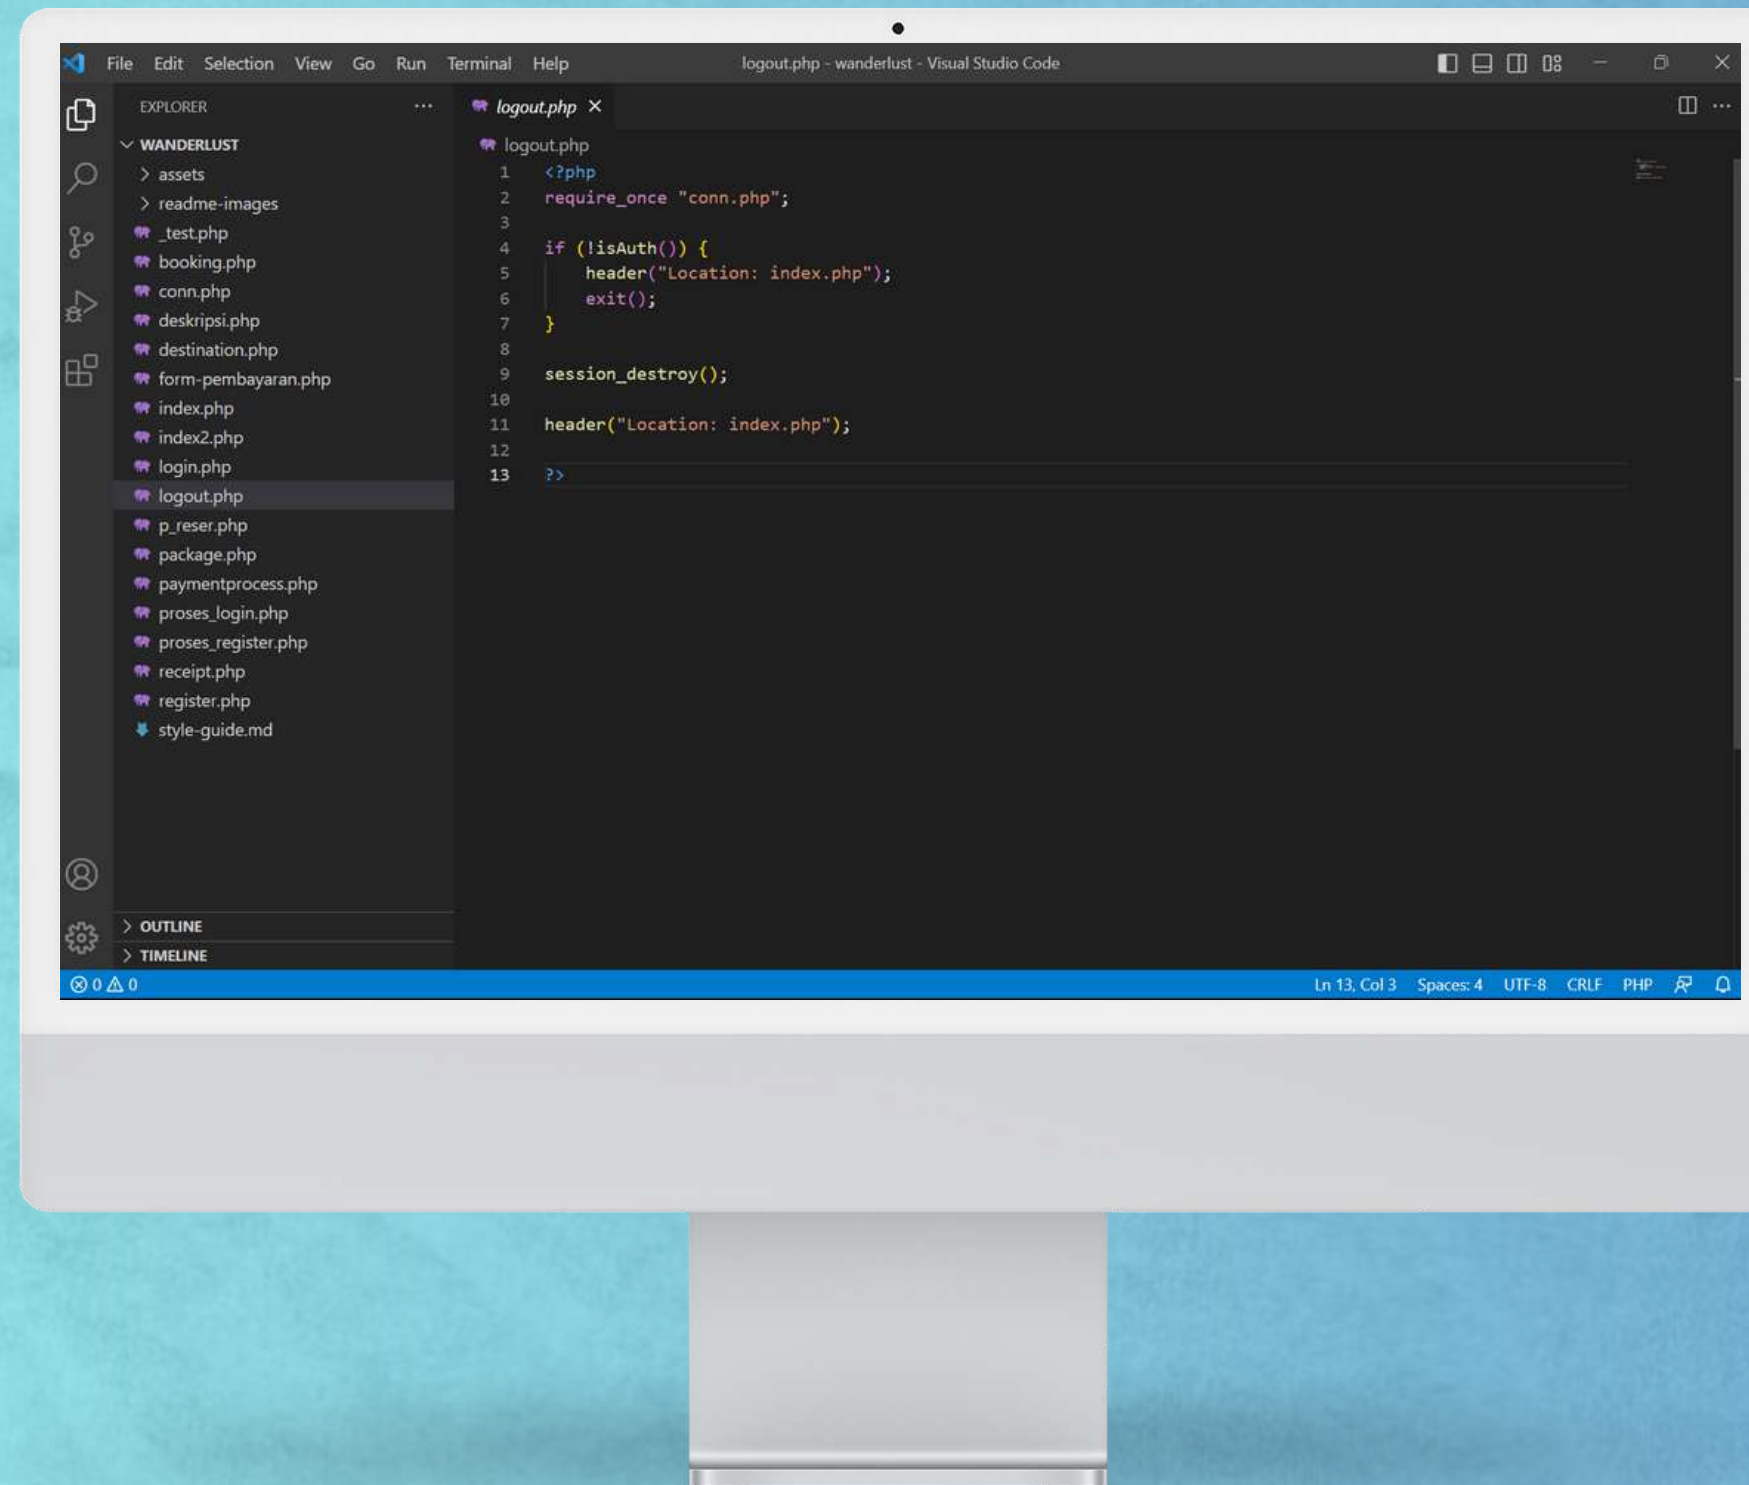 File Edit Selection View Go Run Terminal Help logout.php - wanderlust - Visual Studio Code
EXPLORER
WANDERLUST
assets
readme-images
_test.php
booking.php
conn.php
deskripsi.php
destination.php
form-pembayaran.php
index.php
index2.php
login.php
logout.php
p_reser.php
package.php
paymentprocess.php
proses_login.php
proses_register.php
receipt.php
register.php
style-guide.md
OUTLINE
TIMELINE
logout.php
logout.php
1 <?php
2 require_once "conn.php";
3
4 if (!isAuth()) {
5     header("Location: index.php");
6     exit();
7 }
8
9 session_destroy();
10
11 header("Location: index.php");
12
13 ?>
0 0 Ln 13, Col 3 Spaces: 4 UTF-8 CRLF PHP